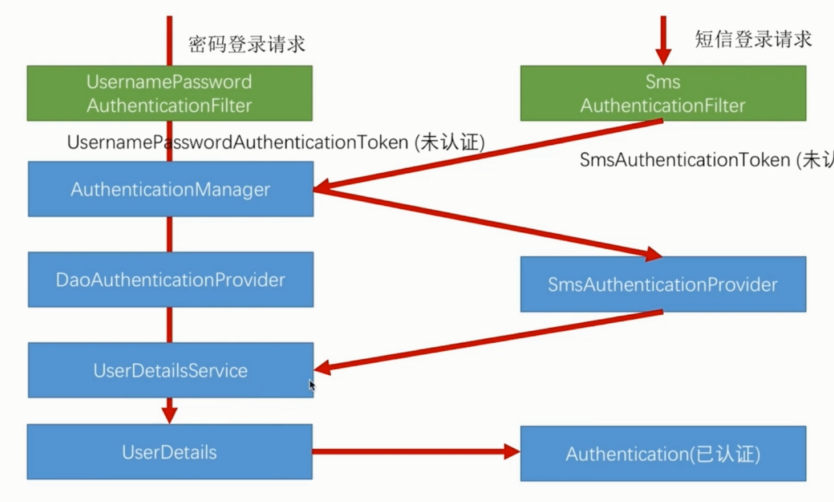 密码登录请求
短信登录请求
UsernamePassword
AuthenticationFilter
Sms
AuthenticationFilter
UsernamePasswordAuthenticationToken (未认证)
SmsAuthenticationToken (未认
AuthenticationManager
DaoAuthenticationProvider
SmsAuthenticationProvider
UserDetailsService
UserDetails
Authentication(已认证)